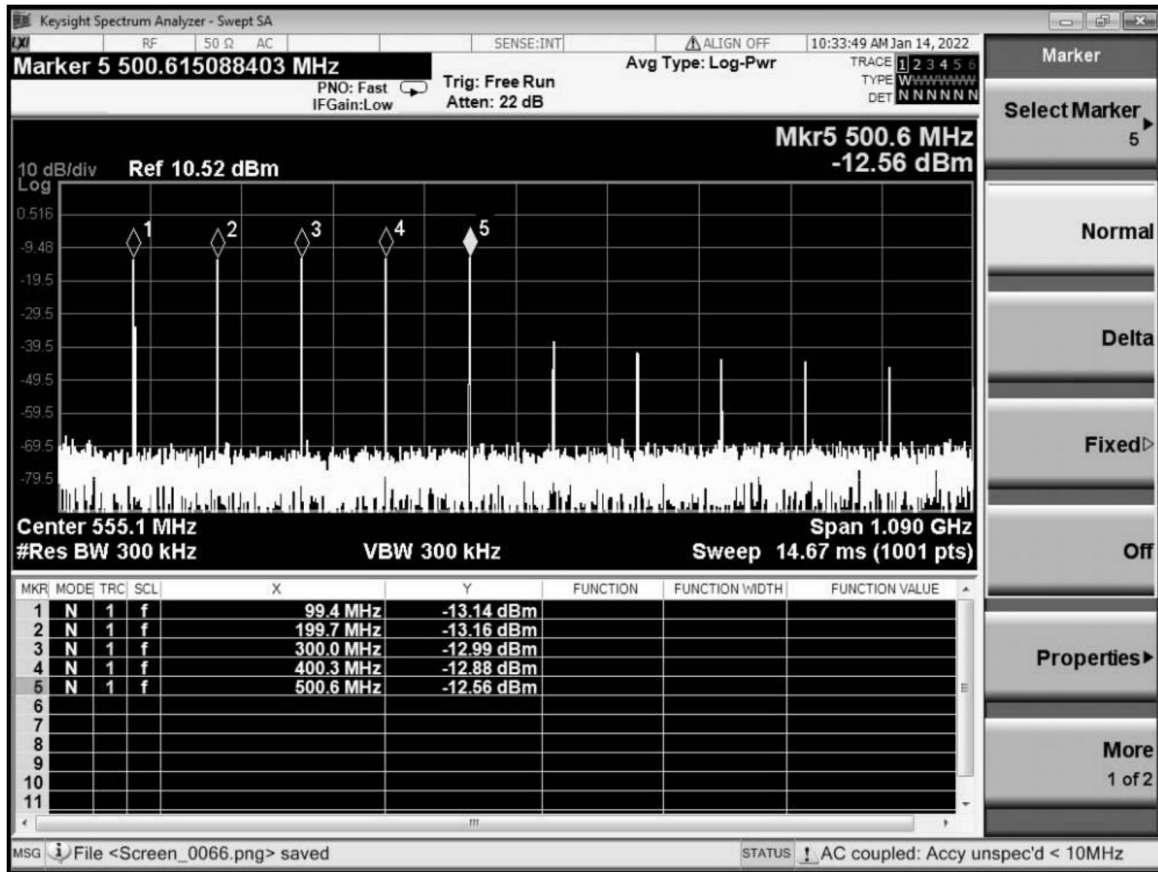 Keysight Spectrum Analyzer - Swept SA
LXI RF 50 Ω AC SENSE:INT ALIGN OFF 10:33:49 AM Jan 14, 2022
Marker 5 500.615088403 MHz
PNO: Fast
IFGain:Low
Trig: Free Run
Atten: 22 dB
Avg Type: Log-Pwr
TRACE 1 2 3 4 5 6
TYPE WWWWWWW
DET N N N N N N
Mkr5 500.6 MHz
-12.56 dBm
10 dB/div Ref 10.52 dBm
Log
0.516
-9.48
-19.5
-29.5
-39.5
-49.5
-59.5
-69.5
-79.5
1 2 3 4 5
Center 555.1 MHz Span 1.090 GHz
#Res BW 300 kHz VBW 300 kHz Sweep 14.67 ms (1001 pts)
MKR MODE TRC SCL X Y FUNCTION FUNCTION WIDTH FUNCTION VALUE
1 N 1 f 99.4 MHz -13.14 dBm
2 N 1 f 199.7 MHz -13.16 dBm
3 N 1 f 300.0 MHz -12.99 dBm
4 N 1 f 400.3 MHz -12.88 dBm
5 N 1 f 500.6 MHz -12.56 dBm
6
7
8
9
10
11
MSG File <Screen_0066.png> saved STATUS AC coupled: Accy unspec'd < 10MHz
Marker
Select Marker
5
Normal
Delta
Fixed
Off
Properties
More
1 of 2